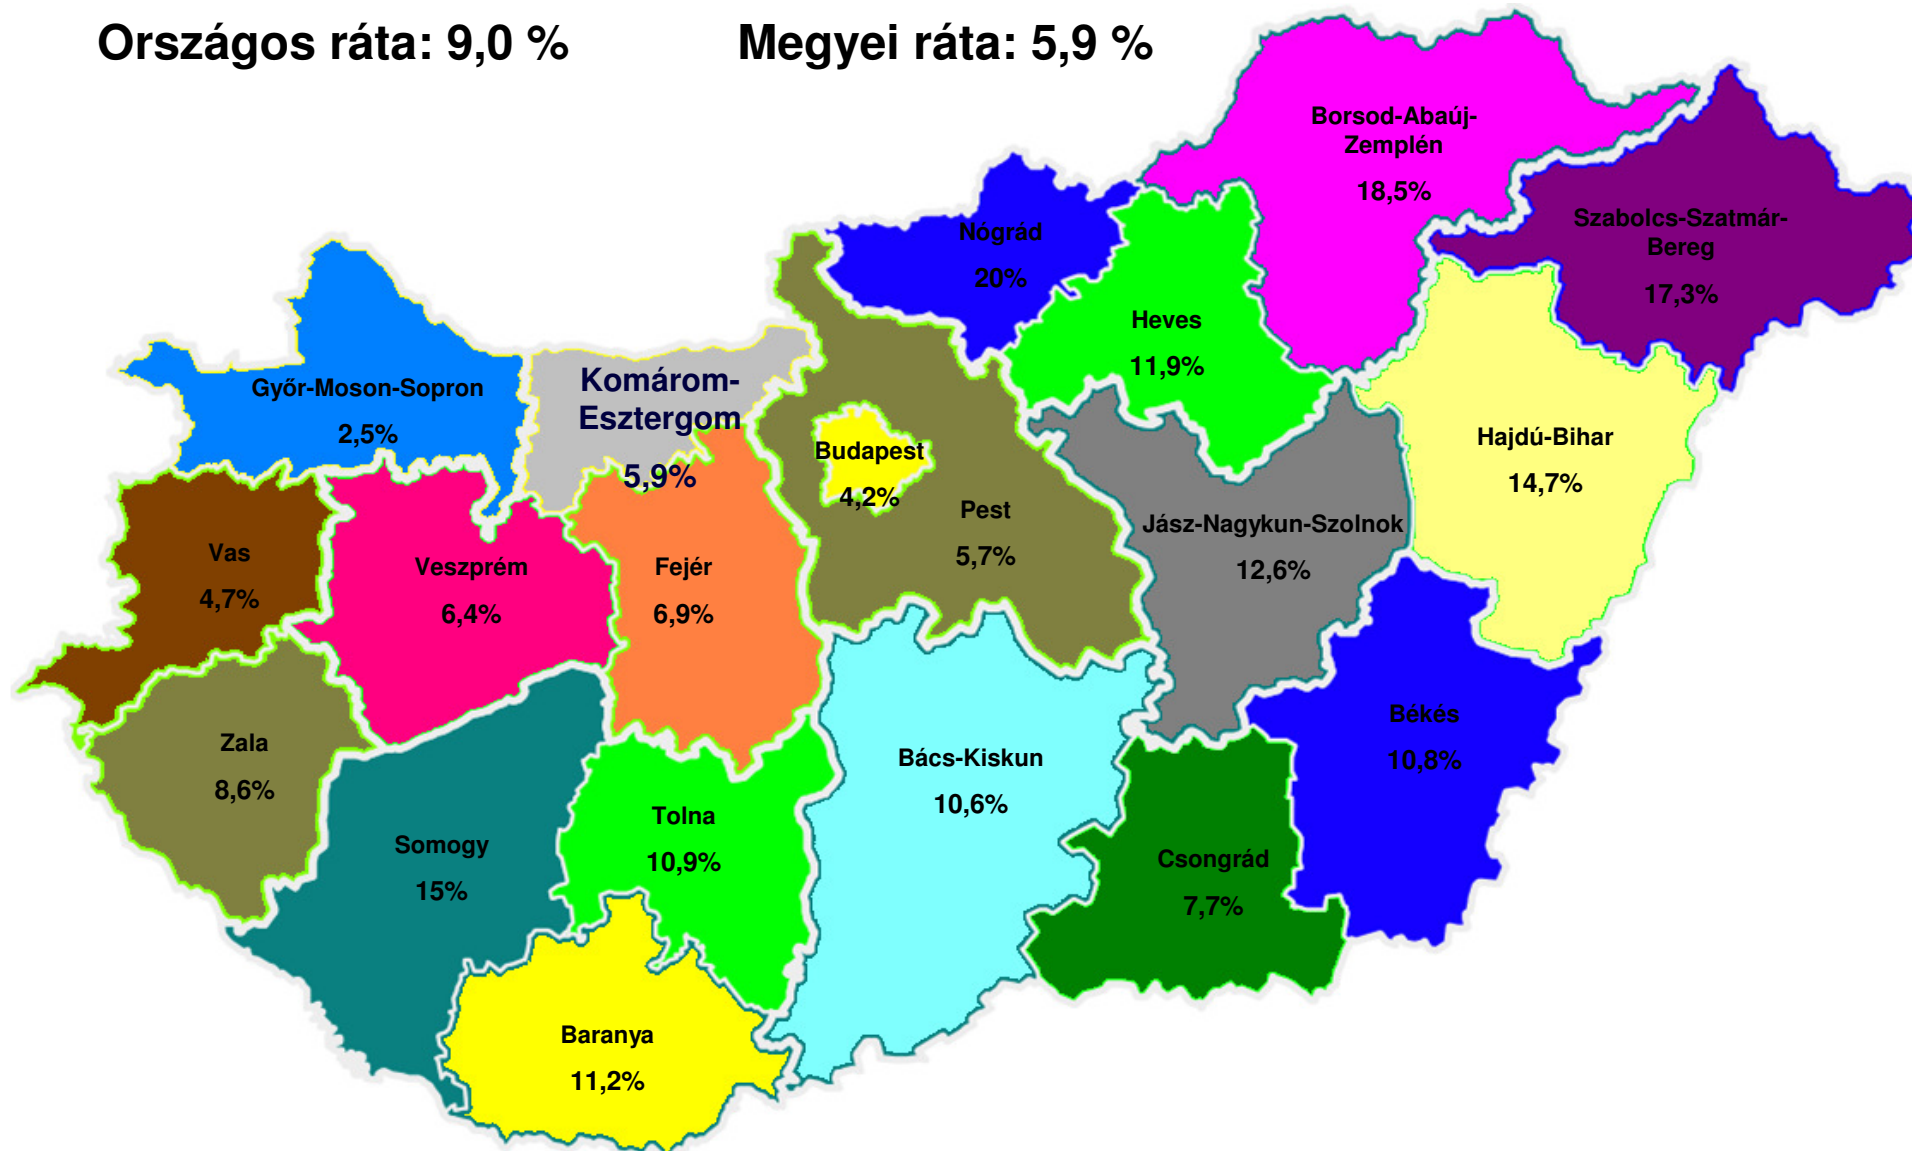 Országos ráta: 9,0 %
Megyei ráta: 5,9 %
Borsod-Abaúj-
Zemplén
18,5%
Szabolcs-Szatmár-
Bereg
17,3%
Nógrád
20%
Heves
11,9%
Győr-Moson-Sopron
2,5%
Komárom-
Esztergom
5,9%
Budapest
4,2%
Pest
5,7%
Hajdú-Bihar
14,7%
Jász-Nagykun-Szolnok
12,6%
Vas
4,7%
Veszprém
6,4%
Fejér
6,9%
Zala
8,6%
Békés
10,8%
Bács-Kiskun
10,6%
Tolna
10,9%
Somogy
15%
Csongrád
7,7%
Baranya
11,2%